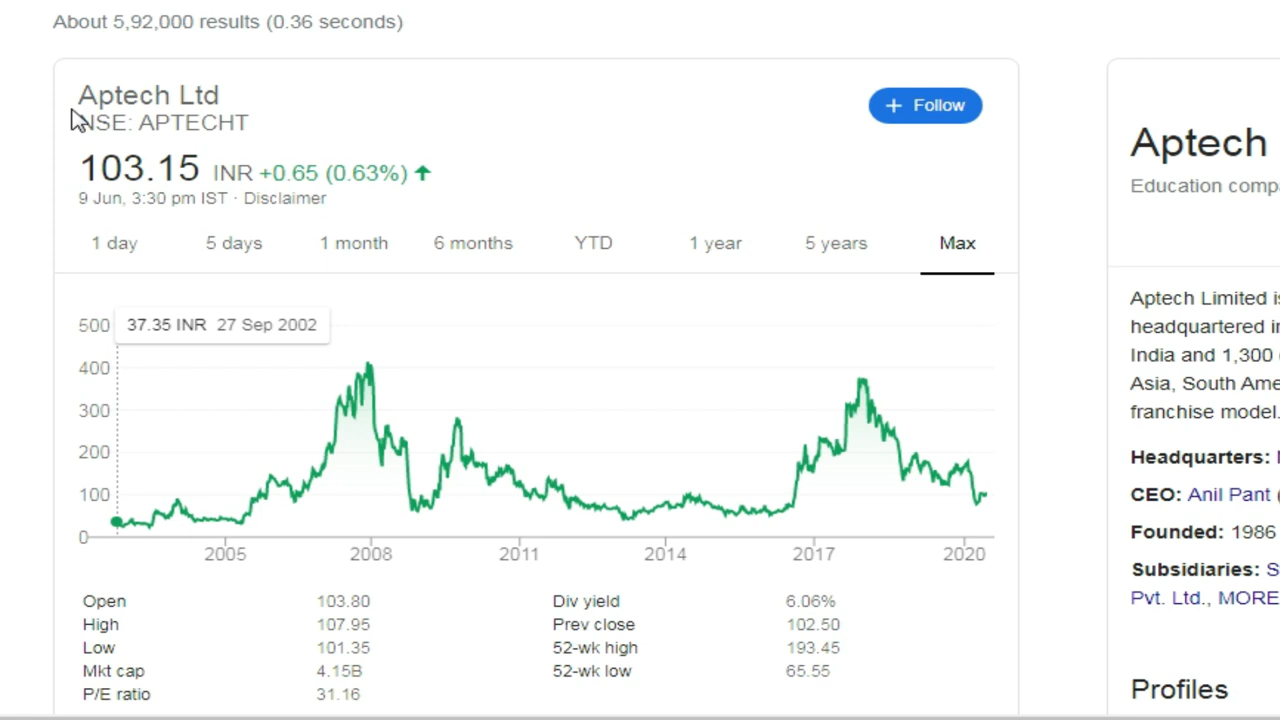 About 5,92,000 results (0.36 seconds)
Aptech Ltd
NSE: APTECHT
+ Follow
103.15 INR +0.65 (0.63%)
9 Jun, 3:30 pm IST · Disclaimer
1 day 5 days 1 month 6 months YTD 1 year 5 years Max
37.35 INR 27 Sep 2002
500
400
300
200
100
0
2005 2008 2011 2014 2017 2020
Open 103.80 Div yield 6.06%
High 107.95 Prev close 102.50
Low 101.35 52-wk high 193.45
Mkt cap 4.15B 52-wk low 65.55
P/E ratio 31.16
Aptech
Education comp
Aptech Limited is
headquartered in
India and 1,300
Asia, South Ame
franchise model.
Headquarters:
CEO: Anil Pant (
Founded: 1986
Subsidiaries: S
Pvt. Ltd., MORE
Profiles